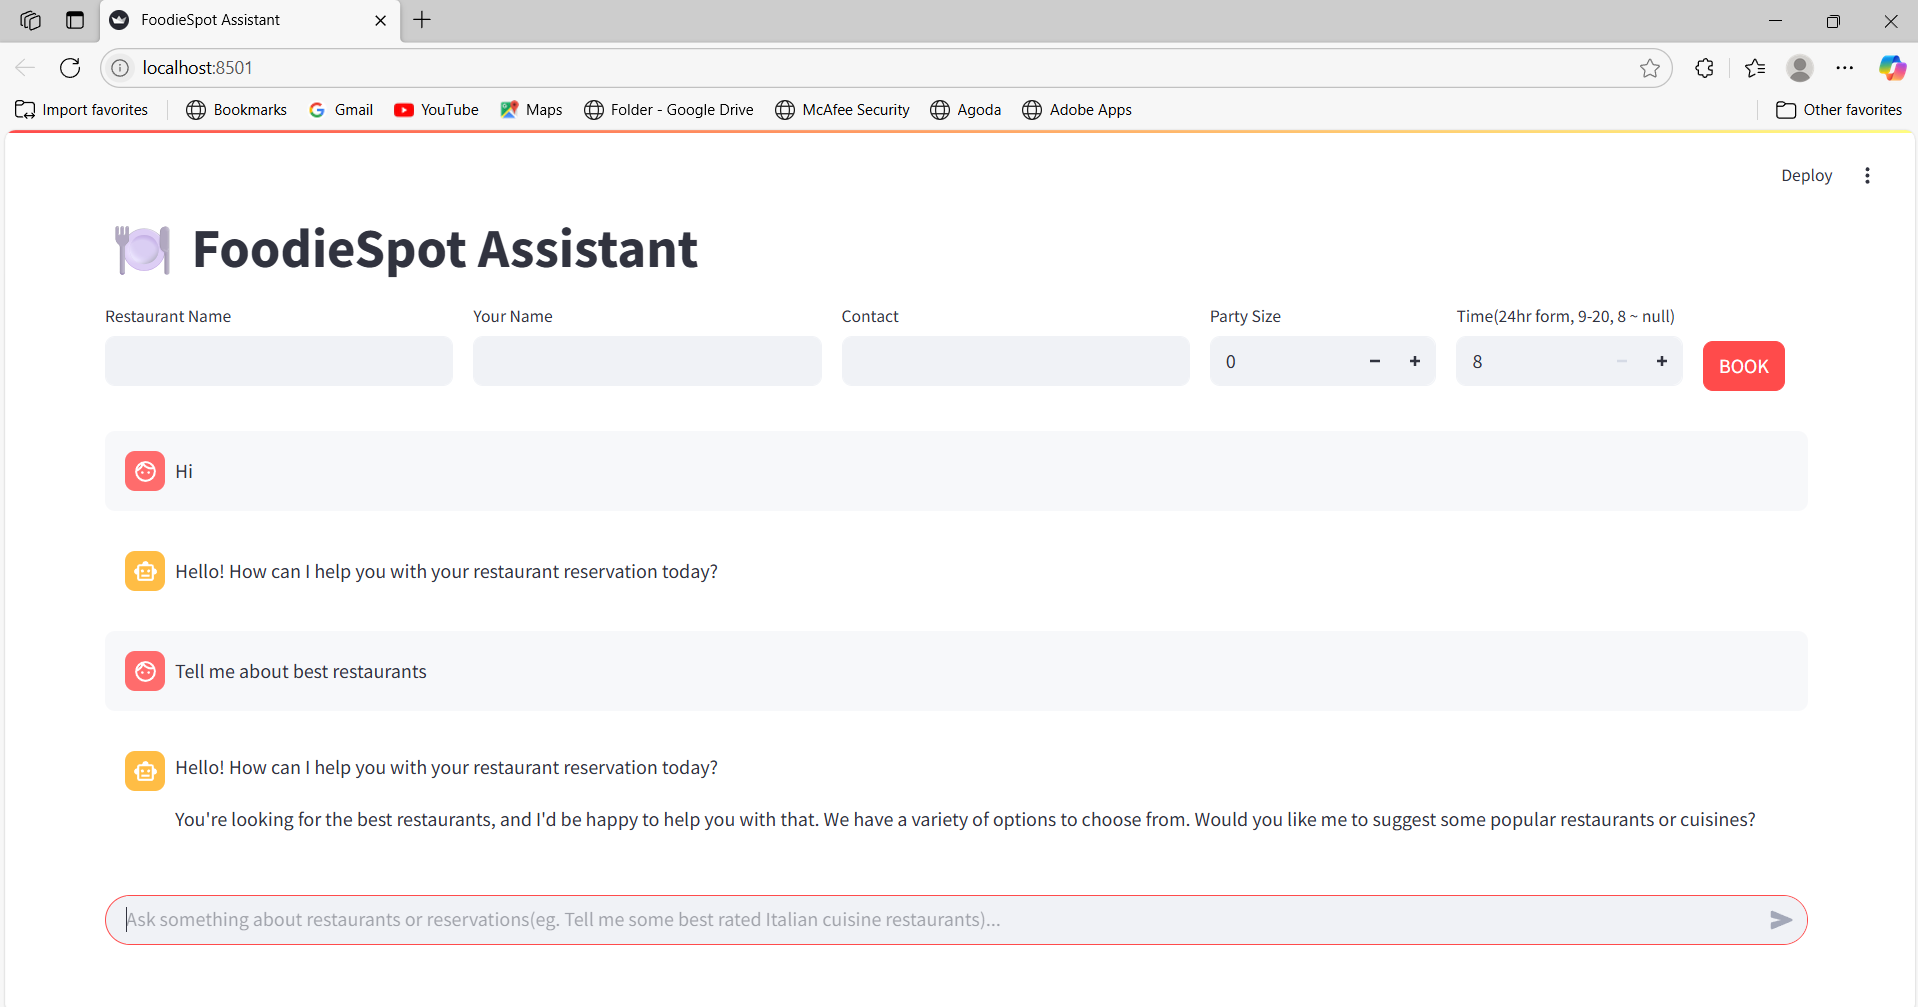 FoodieSpot Assistant
localhost:8501
Import favorites
Bookmarks
Gmail
YouTube
Maps
Folder - Google Drive
McAfee Security
Agoda
Adobe Apps
Other favorites
Deploy
FoodieSpot Assistant
Restaurant Name
Your Name
Contact
Party Size
Time(24hr form, 9-20, 8 ~ null)
0
8
BOOK
Hi
Hello! How can I help you with your restaurant reservation today?
Tell me about best restaurants
Hello! How can I help you with your restaurant reservation today?
You're looking for the best restaurants, and I'd be happy to help you with that. We have a variety of options to choose from. Would you like me to suggest some popular restaurants or cuisines?
Ask something about restaurants or reservations(eg. Tell me some best rated Italian cuisine restaurants)...